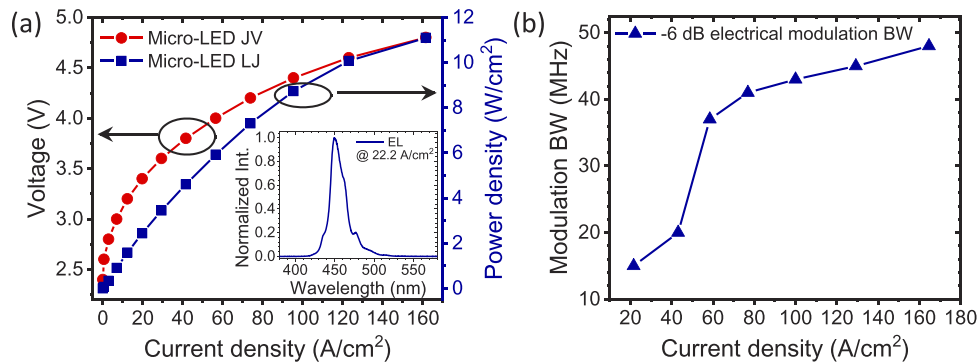 (a)
Micro-LED JV
Micro-LED LJ
5.0
4.5
4.0
3.5
3.0
2.5
Voltage (V)
0 20 40 60 80 100 120 140 160
Current density (A/cm²)
12
10
8
6
4
2
0
Power density (W/cm²)
EL
@ 22.2 A/cm²
1.0
0.8
0.6
0.4
0.2
0.0
Normalized Int.
400 450 500 550
Wavelength (nm)
(b)
-6 dB electrical modulation BW
50
40
30
20
10
Modulation BW (MHz)
20 40 60 80 100 120 140 160 180
Current density (A/cm²)